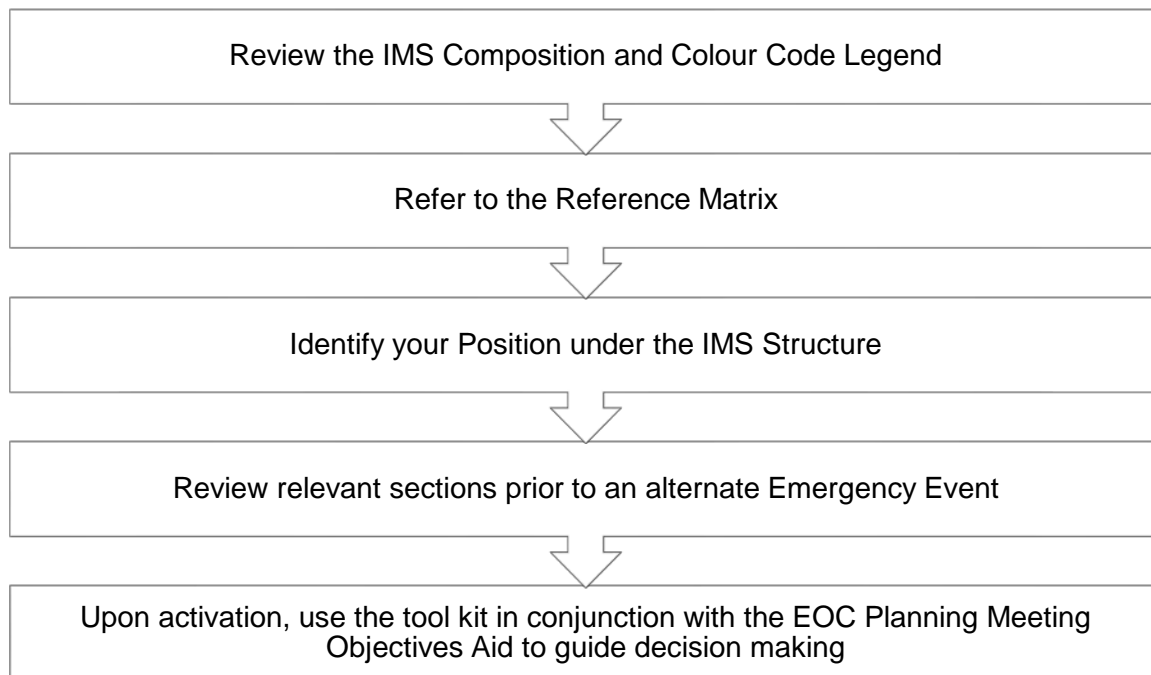 Review the IMS Composition and Colour Code Legend
Refer to the Reference Matrix
Identify your Position under the IMS Structure
Review relevant sections prior to an alternate Emergency Event
Upon activation, use the tool kit in conjunction with the EOC Planning Meeting
Objectives Aid to guide decision making